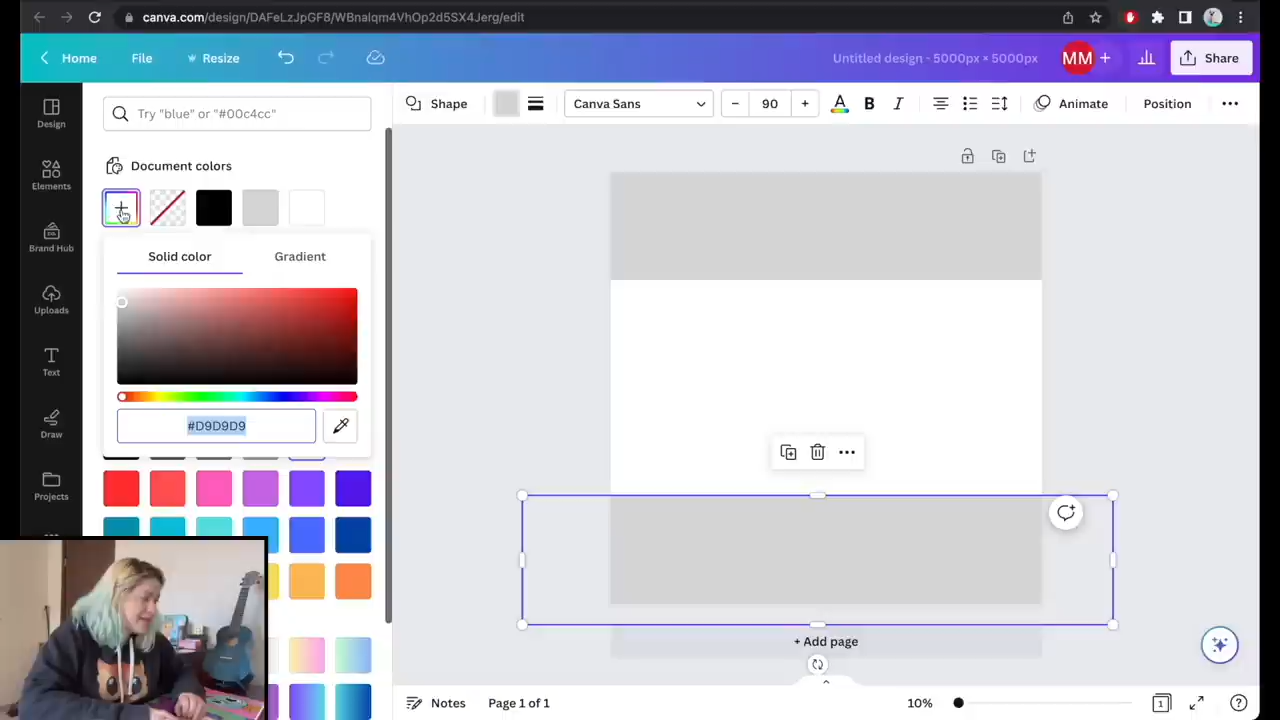 canva.com/design/DAFeLzJpGF8/WBnalqm4VhOp2d5SX4Jerg/edit
Home File Resize Untitled design - 5000px × 5000px MM + Share
Try "blue" or "#00c4cc" Shape Canva Sans – 90 + A B I Animate Position
Design
Document colors
Elements
Brand Hub
Solid color Gradient
Uploads
Text
#D9D9D9
Draw
Projects
+ Add page
Notes Page 1 of 1 10% 1 ?